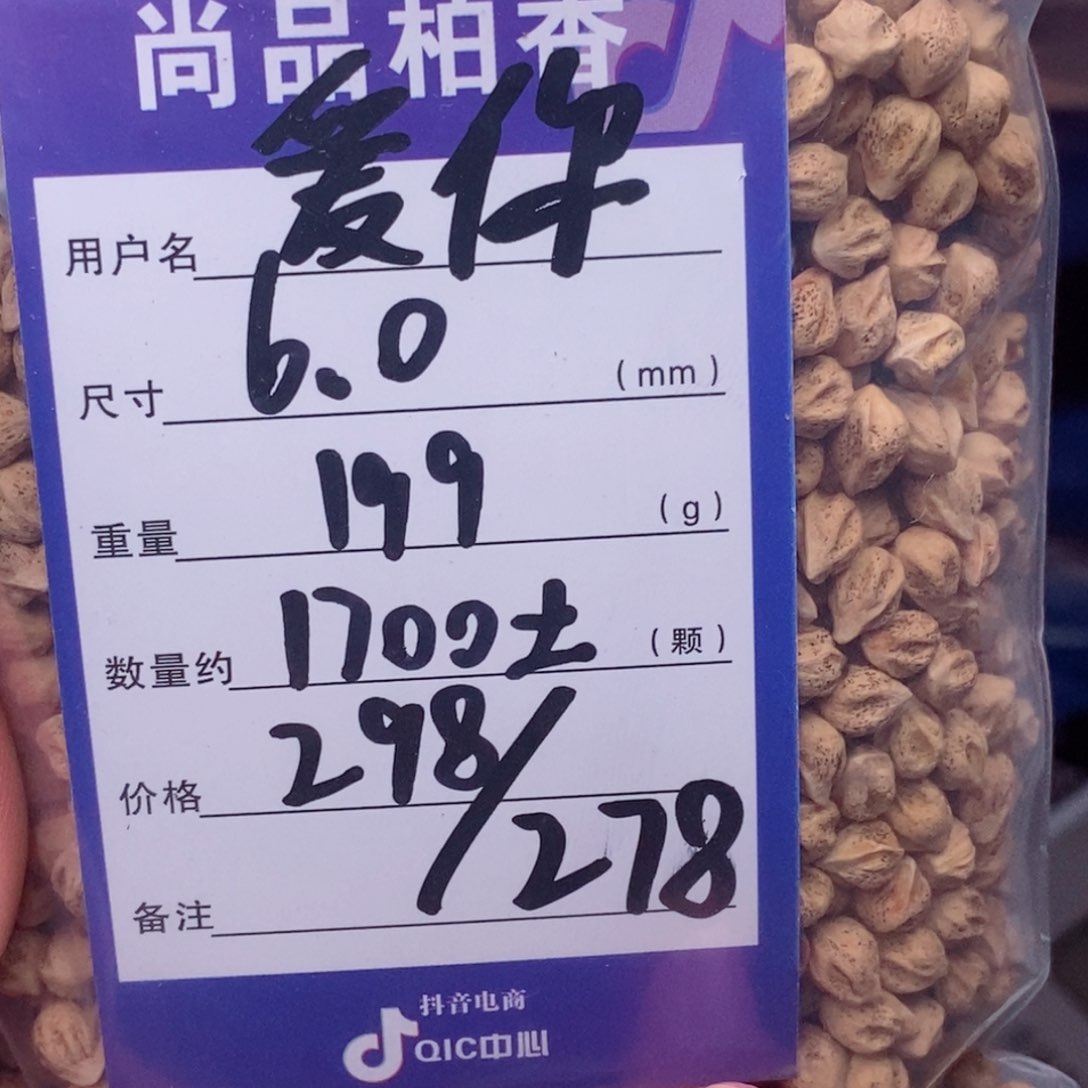 尚品柏香
用户名 爱你
尺寸 6.0 (mm)
重量 199 (g)
数量约 1700± (颗)
价格 298/278
备注
抖音电商
QIC中心